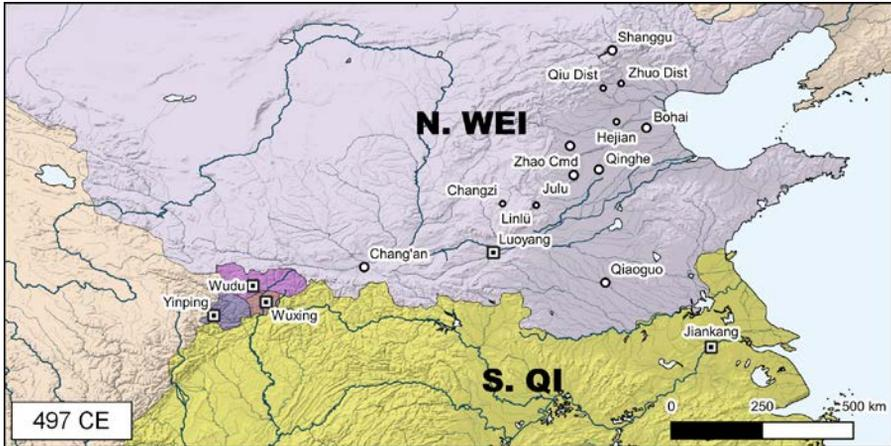 Shanggu
Qiu Dist
Zhuo Dist
N. WEI
Bohai
Hejian
Zhao Cmd
Qinghe
Julu
Changzi
Linlü
Luoyang
Chang'an
Wudu
Qiaoguo
Yinping
Wuxing
Jiankang
S. QI
497 CE
0 250 500 km